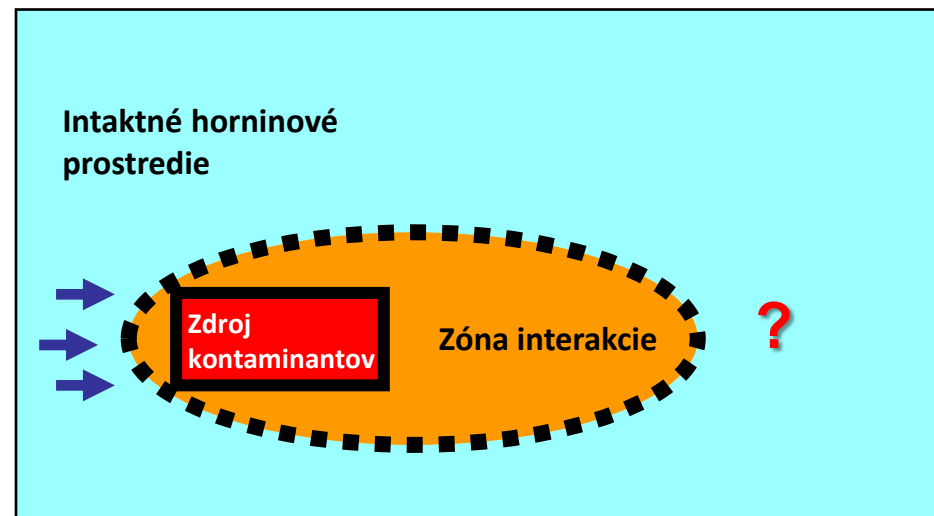 Intaktné horninové
prostredie
Zdroj
kontaminantov
Zóna interakcie
?